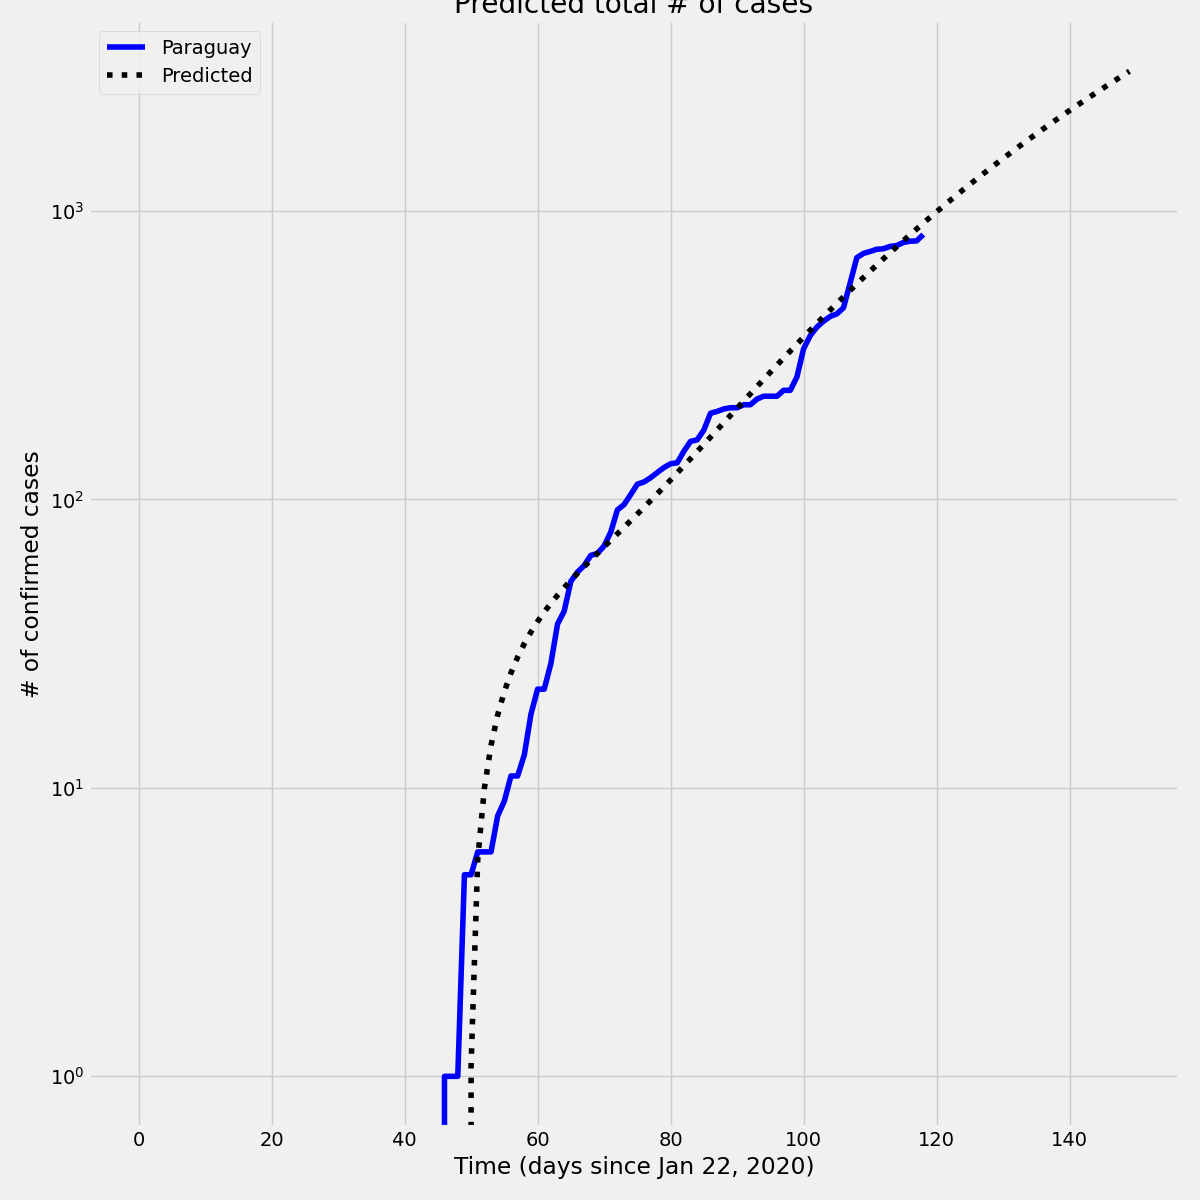 Predicted total # of cases
Paraguay
Predicted
10³
10²
10¹
10⁰
# of confirmed cases
0 20 40 60 80 100 120 140
Time (days since Jan 22, 2020)